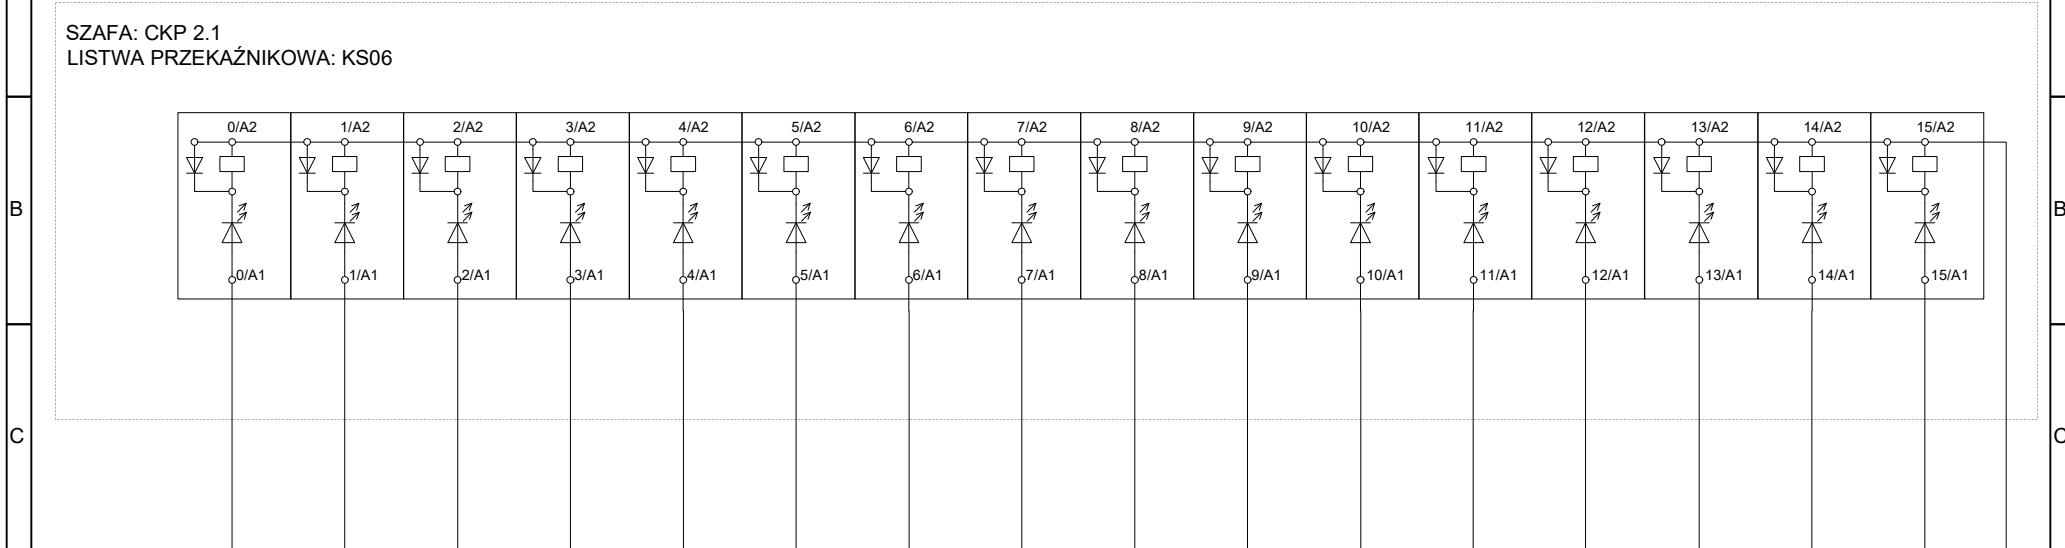 SZAFA: CKP 2.1
LISTWA PRZEKAŹNIKOWA: KS06
0/A2 1/A2 2/A2 3/A2 4/A2 5/A2 6/A2 7/A2 8/A2 9/A2 10/A2 11/A2 12/A2 13/A2 14/A2 15/A2
B B
0/A1 1/A1 2/A1 3/A1 4/A1 5/A1 6/A1 7/A1 8/A1 9/A1 10/A1 11/A1 12/A1 13/A1 14/A1 15/A1
C C